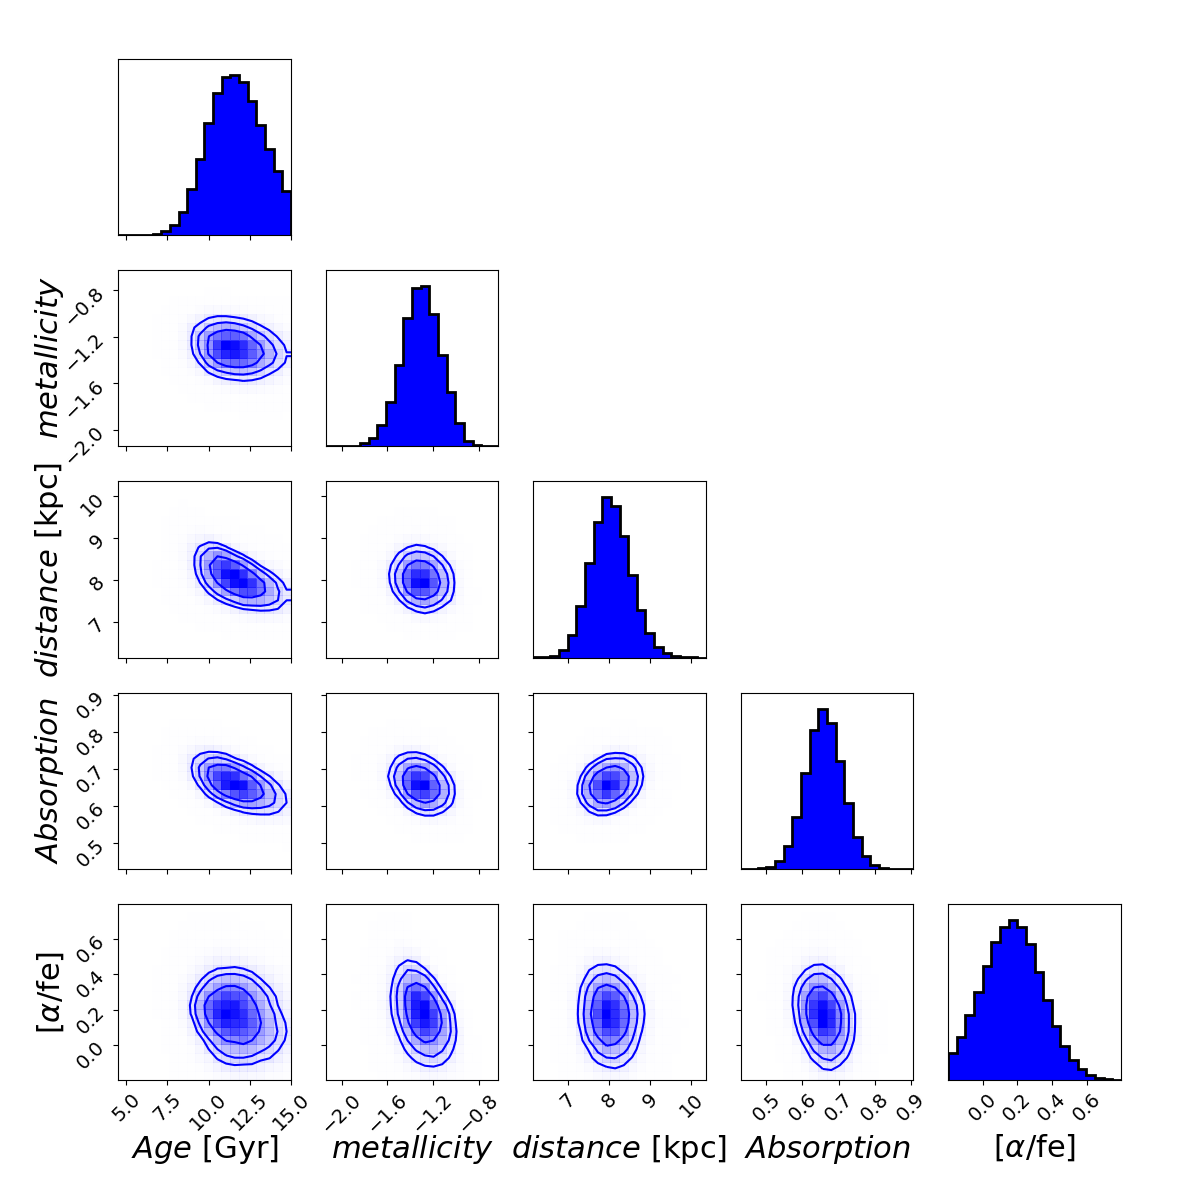 metallicity
−0.8
−1.2
−1.6
−2.0
distance [kpc]
10
9
8
7
Absorption
0.9
0.8
0.7
0.6
0.5
[α/fe]
0.6
0.4
0.2
0.0
5.0 7.5 10.0 12.5 15.0 −2.0 −1.6 −1.2 −0.8 7 8 9 10 0.5 0.6 0.7 0.8 0.9 0.0 0.2 0.4 0.6
Age [Gyr] metallicity distance [kpc] Absorption [α/fe]